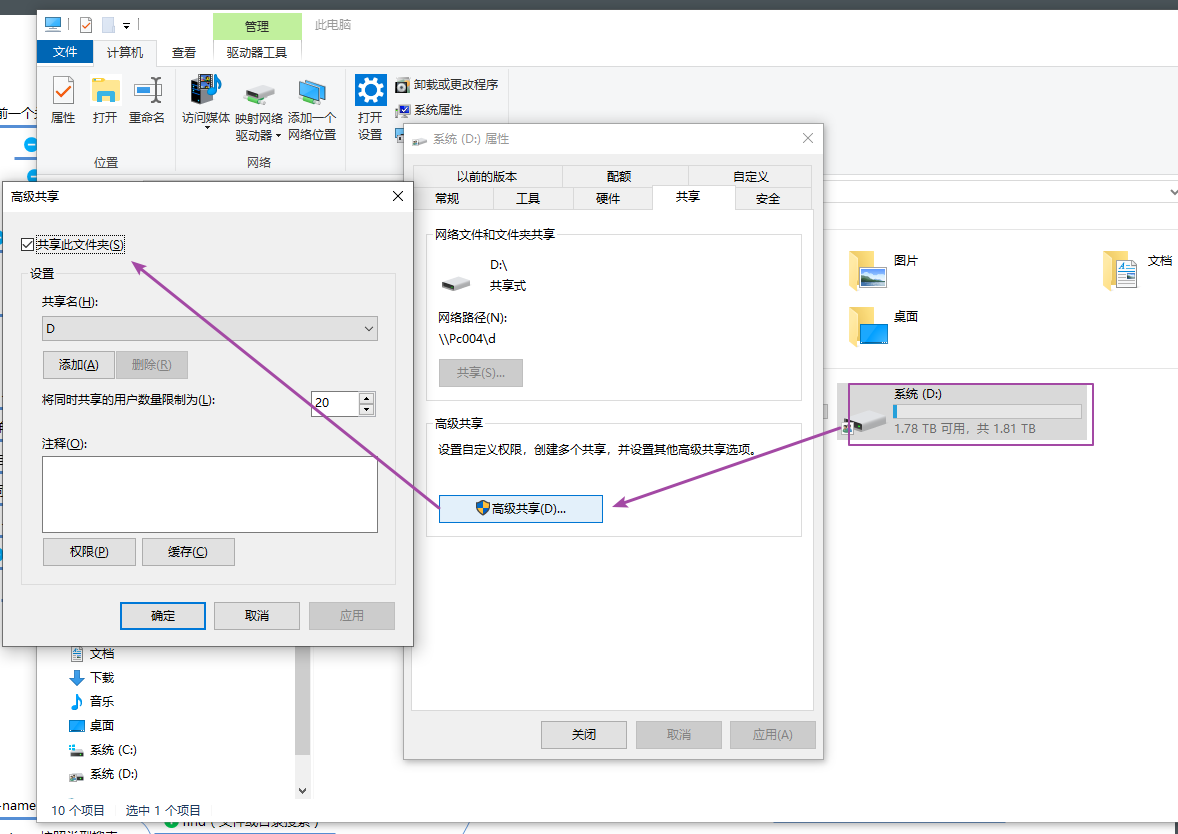 管理
此电脑
文件
计算机
查看
驱动器工具
属性
打开
重命名
访问媒体
映射网络
驱动器
添加一个
网络位置
打开
设置
卸载或更改程序
系统属性
位置
网络
系统 (D:) 属性
以前的版本
配额
自定义
常规
工具
硬件
共享
安全
网络文件和文件夹共享
D:\
共享式
网络路径(N):
\\Pc004\d
共享(S)...
高级共享
设置自定义权限，创建多个共享，并设置其他高级共享选项。
高级共享(D)...
关闭
取消
应用(A)
高级共享
共享此文件夹(S)
设置
共享名(H):
D
添加(A)
删除(R)
将同时共享的用户数量限制为(L):
20
注释(O):
权限(P)
缓存(C)
确定
取消
应用
图片
文档
桌面
系统 (D:)
1.78 TB 可用，共 1.81 TB
文档
下载
音乐
桌面
系统 (C:)
系统 (D:)
10 个项目
选中 1 个项目
-name